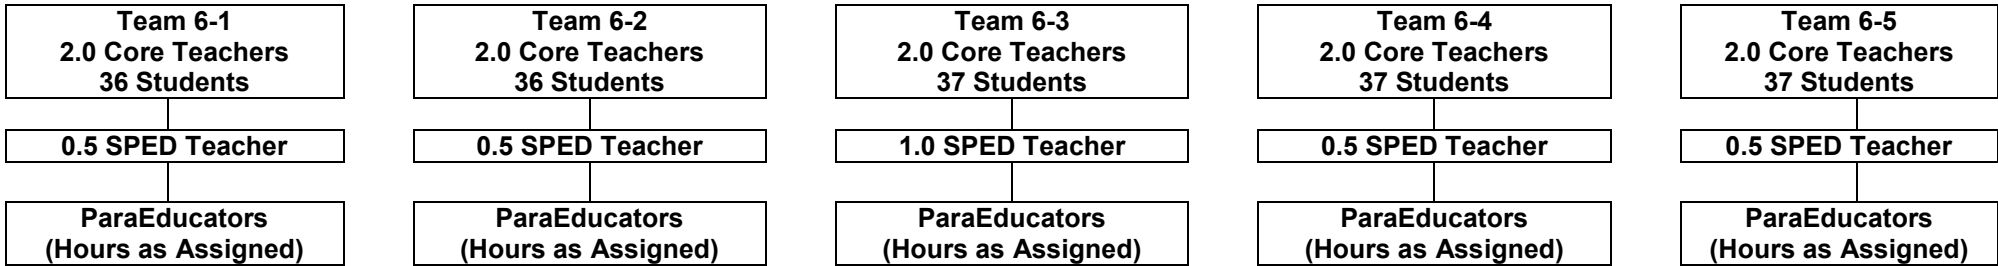 Team 6-1
2.0 Core Teachers
36 Students
0.5 SPED Teacher
ParaEducators
(Hours as Assigned)
Team 6-2
2.0 Core Teachers
36 Students
0.5 SPED Teacher
ParaEducators
(Hours as Assigned)
Team 6-3
2.0 Core Teachers
37 Students
1.0 SPED Teacher
ParaEducators
(Hours as Assigned)
Team 6-4
2.0 Core Teachers
37 Students
0.5 SPED Teacher
ParaEducators
(Hours as Assigned)
Team 6-5
2.0 Core Teachers
37 Students
0.5 SPED Teacher
ParaEducators
(Hours as Assigned)